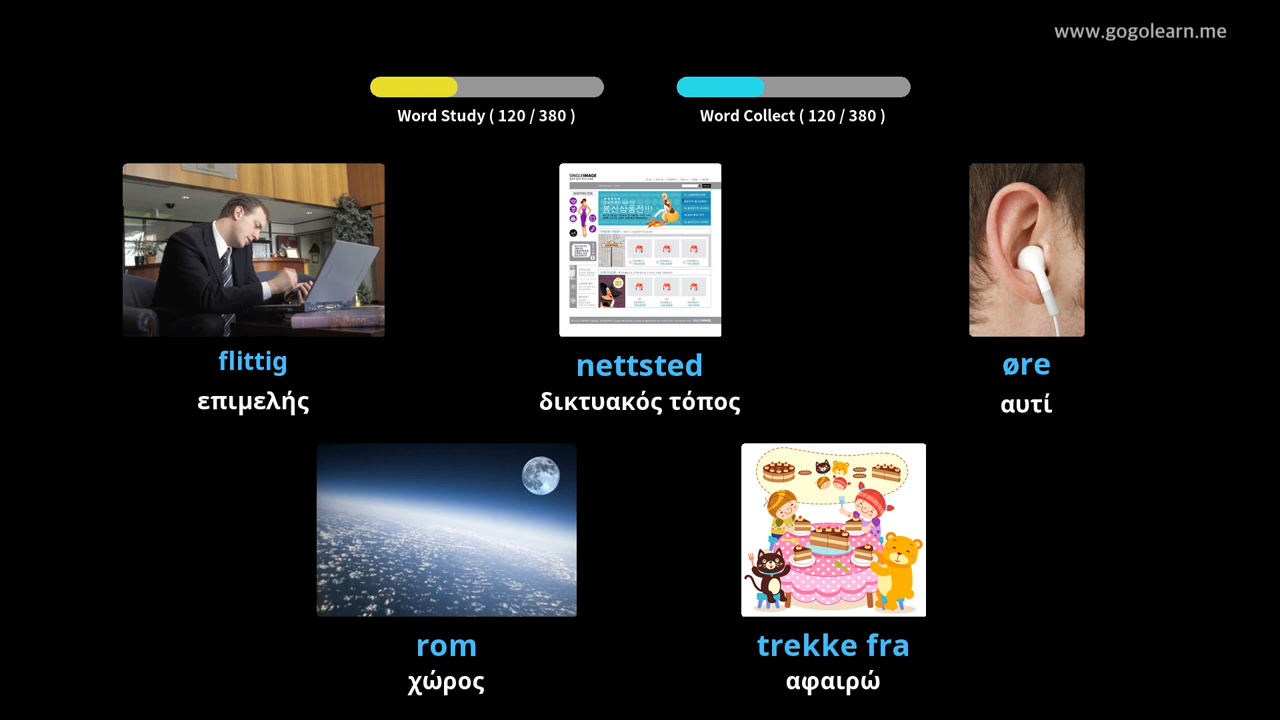 www.gogolearn.me
Word Study ( 120 / 380 )
Word Collect ( 120 / 380 )
flittig
επιμελής
nettsted
δικτυακός τόπος
øre
αυτί
rom
χώρος
trekke fra
αφαιρώ